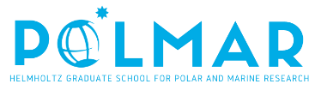 POLMAR
HELMHOLTZ GRADUATE SCHOOL FOR POLAR AND MARINE RESEARCH